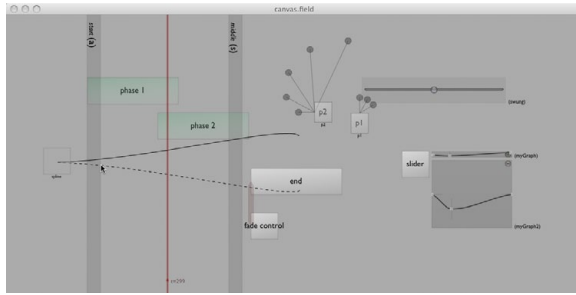 canvas.field
start (a)
middle (s)
phase 1
phase 2
p2
p1
(swing)
end
slider
(myGraph)
(myGraph2)
fade control